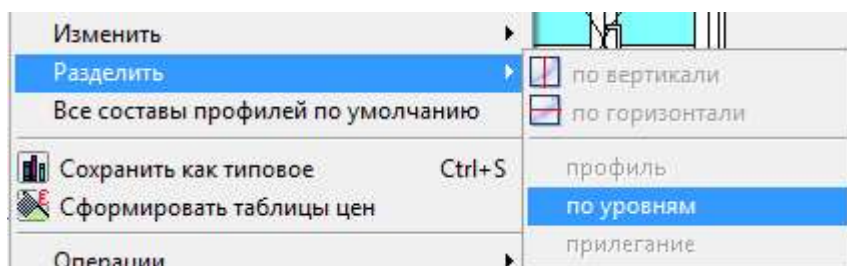 Изменить
Разделить
Все составы профилей по умолчанию
Сохранить как типовое Ctrl+S
Сформировать таблицы цен
Операции
по вертикали
по горизонтали
профиль
по уровням
прилегание